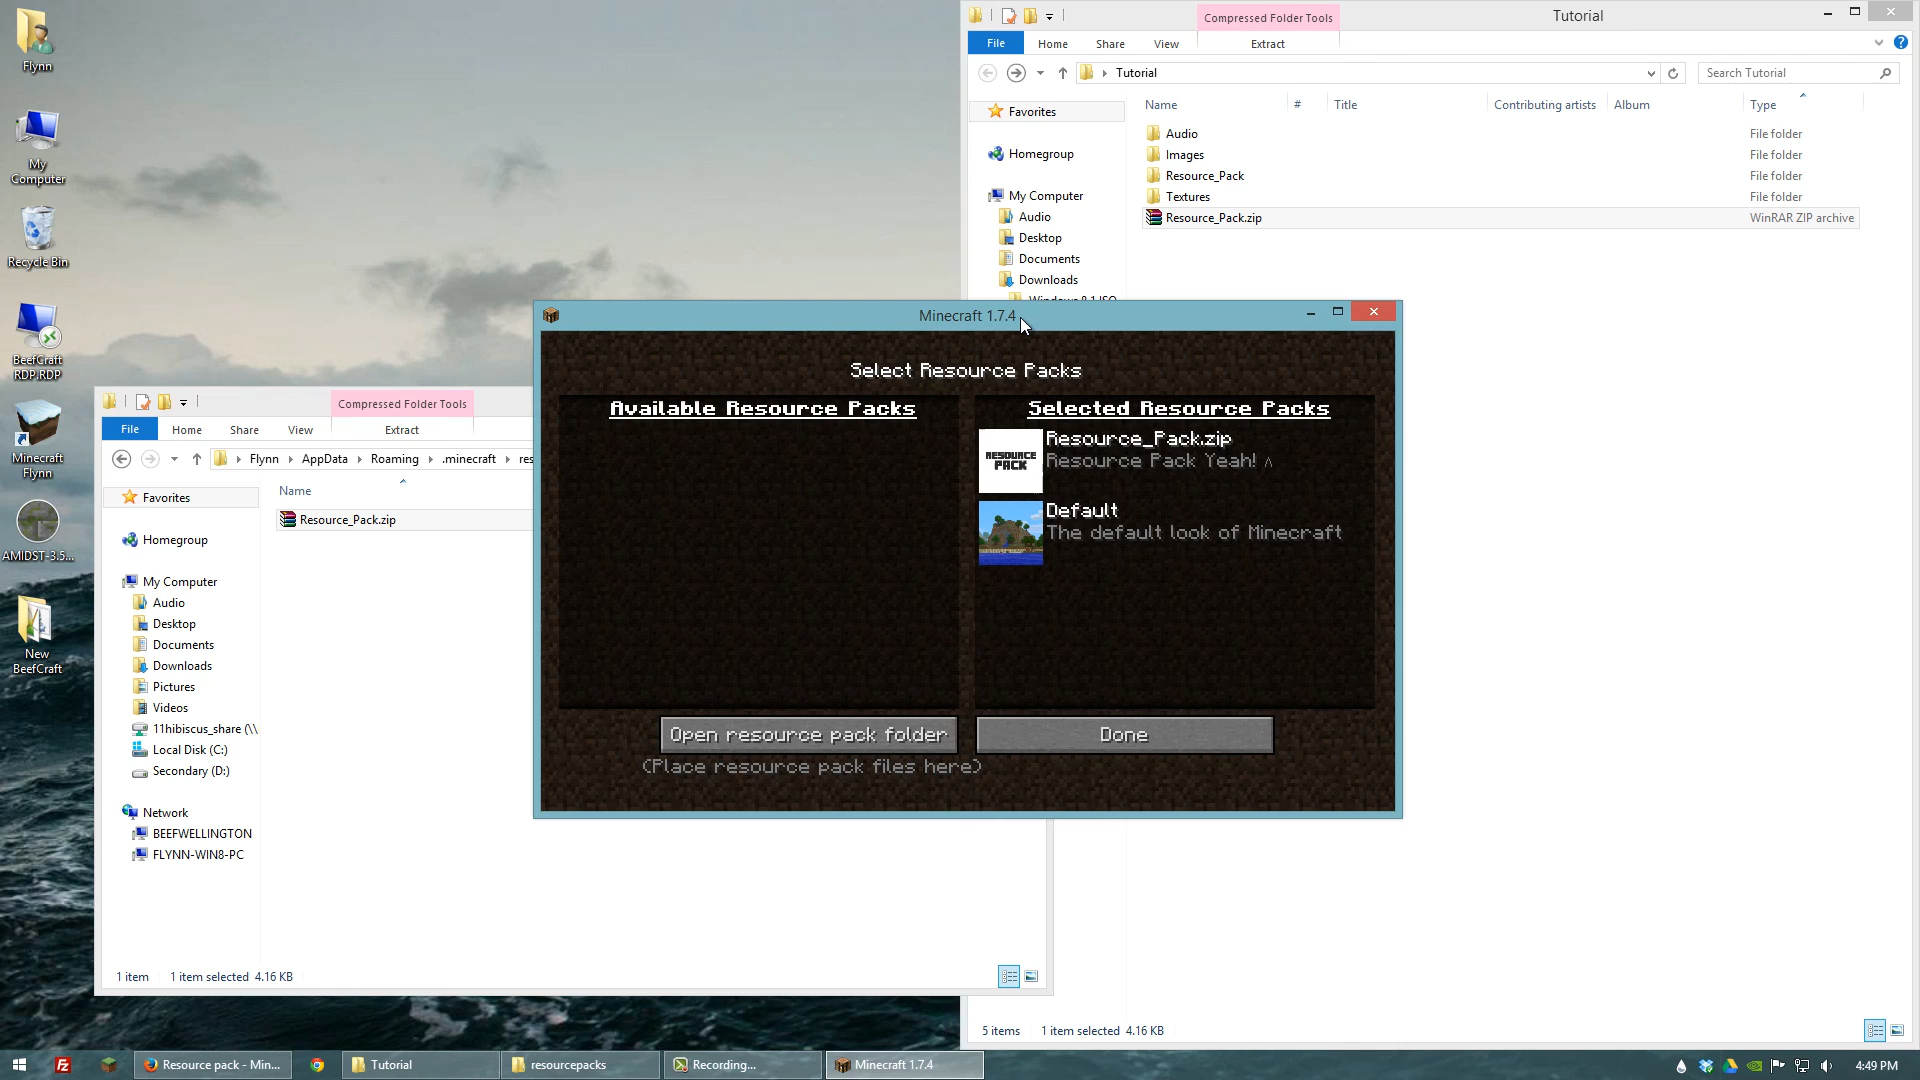 Flynn
My
Computer
Recycle Bin
BeefCraft
RDP.RDP
Minecraft
Flynn
AMIDST-3.5...
New
BeefCraft
Compressed Folder Tools
Tutorial
File
Home
Share
View
Extract
Tutorial
Search Tutorial
Favorites
Homegroup
My Computer
Audio
Desktop
Documents
Downloads
Windows 8.1 ISO
Name
#
Title
Contributing artists
Album
Type
Audio
File folder
Images
File folder
Resource_Pack
File folder
Textures
File folder
Resource_Pack.zip
WinRAR ZIP archive
5 items
1 item selected 4.16 KB
Compressed Folder Tools
File
Home
Share
View
Extract
Flynn
AppData
Roaming
.minecraft
res
Favorites
Homegroup
My Computer
Audio
Desktop
Documents
Downloads
Pictures
Videos
11hibiscus_share (\\
Local Disk (C:)
Secondary (D:)
Network
BEEFWELLINGTON
FLYNN-WIN8-PC
Name
Resource_Pack.zip
1 item
1 item selected 4.16 KB
Minecraft 1.7.4
Select Resource Packs
Available Resource Packs
Selected Resource Packs
RESOURCE
PACK
Resource_Pack.zip
Resource Pack Yeah! ^
Default
The default look of Minecraft
Open resource pack folder
Done
(Place resource pack files here)
Resource pack - Min...
Tutorial
resourcepacks
Recording...
Minecraft 1.7.4
4:49 PM